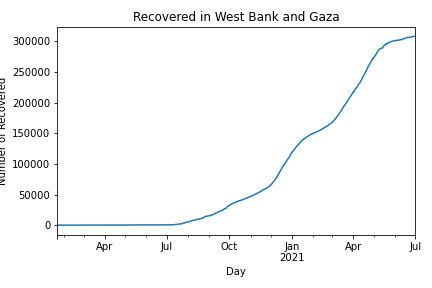 Recovered in West Bank and Gaza
Number of Recovered
300000
250000
200000
150000
100000
50000
0
Apr
Jul
Oct
Jan
2021
Apr
Jul
Day